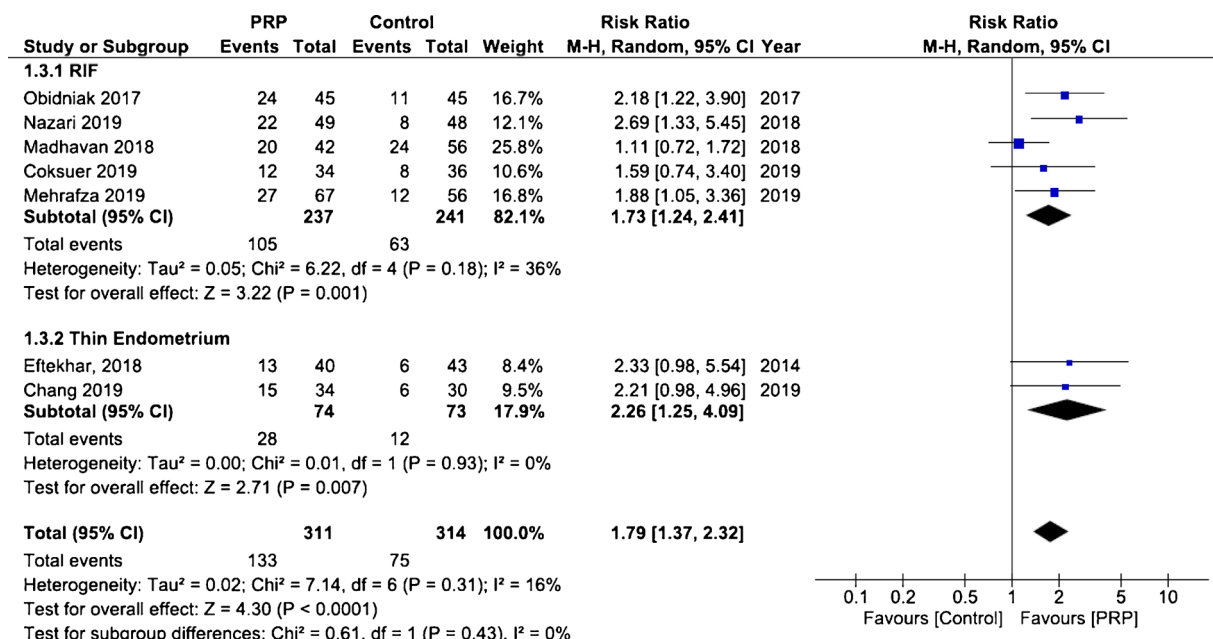 PRP Control Risk Ratio Risk Ratio
Study or Subgroup Events Total Events Total Weight M-H, Random, 95% CI Year M-H, Random, 95% CI
1.3.1 RIF
Obidniak 2017 24 45 11 45 16.7% 2.18 [1.22, 3.90] 2017
Nazari 2019 22 49 8 48 12.1% 2.69 [1.33, 5.45] 2018
Madhavan 2018 20 42 24 56 25.8% 1.11 [0.72, 1.72] 2018
Coksuer 2019 12 34 8 36 10.6% 1.59 [0.74, 3.40] 2019
Mehrafza 2019 27 67 12 56 16.8% 1.88 [1.05, 3.36] 2019
Subtotal (95% CI) 237 241 82.1% 1.73 [1.24, 2.41]
Total events 105 63
Heterogeneity: Tau² = 0.05; Chi² = 6.22, df = 4 (P = 0.18); I² = 36%
Test for overall effect: Z = 3.22 (P = 0.001)
1.3.2 Thin Endometrium
Eftekhar, 2018 13 40 6 43 8.4% 2.33 [0.98, 5.54] 2014
Chang 2019 15 34 6 30 9.5% 2.21 [0.98, 4.96] 2019
Subtotal (95% CI) 74 73 17.9% 2.26 [1.25, 4.09]
Total events 28 12
Heterogeneity: Tau² = 0.00; Chi² = 0.01, df = 1 (P = 0.93); I² = 0%
Test for overall effect: Z = 2.71 (P = 0.007)
Total (95% CI) 311 314 100.0% 1.79 [1.37, 2.32]
Total events 133 75
Heterogeneity: Tau² = 0.02; Chi² = 7.14, df = 6 (P = 0.31); I² = 16%
Test for overall effect: Z = 4.30 (P < 0.0001)
Test for subgroup differences: Chi² = 0.61, df = 1 (P = 0.43), I² = 0%
0.1 0.2 0.5 1 2 5 10
Favours [Control] Favours [PRP]